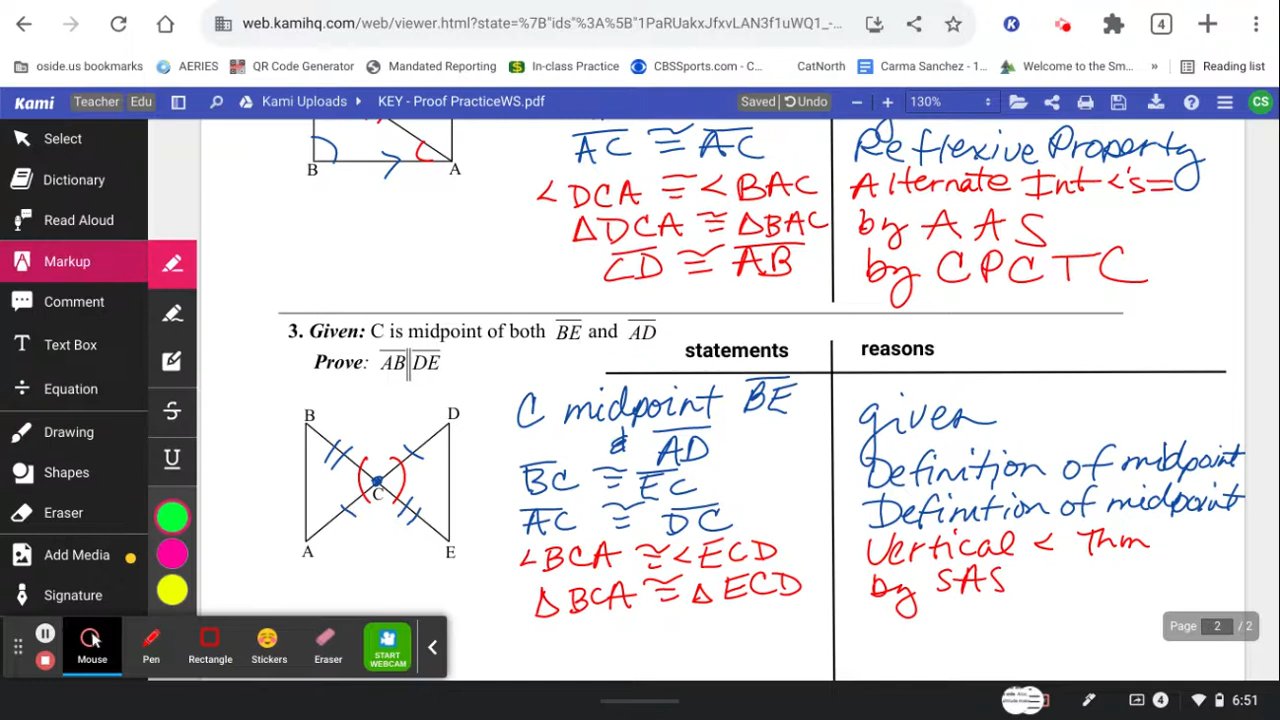 web.kamihq.com/web/viewer.html?state=%7B"ids"%3A%5B"1PaRUakxJfxvLAN3f1uWQ1_-...
4
oside.us bookmarks AERIES QR Code Generator Mandated Reporting In-class Practice CBSSports.com - C... CatNorth Carma Sanchez - 1... Welcome to the Sm... » Reading list
Kami Teacher Edu Kami Uploads KEY - Proof PracticeWS.pdf Saved Undo 130% CS
Select
Dictionary
Read Aloud
Markup
Comment
Text Box
Equation
Drawing
Shapes
Eraser
Add Media
Signature
B A
AC ≅ AC Reflexive Property
<DCA ≅ <BAC Alternate Int <'s =
△DCA ≅ △BAC by AAS
CD ≅ AB by CPCTC
3. Given: C is midpoint of both BE and AD
Prove: AB || DE
statements reasons
B D
C
A E
C midpoint BE given
& AD
BC ≅ EC Definition of midpoint
AC ≅ DC Definition of midpoint
<BCA ≅ <ECD Vertical < Thm
△BCA ≅ △ECD by SAS
Page 2 / 2
Mouse Pen Rectangle Stickers Eraser START WEBCAM
4 6:51